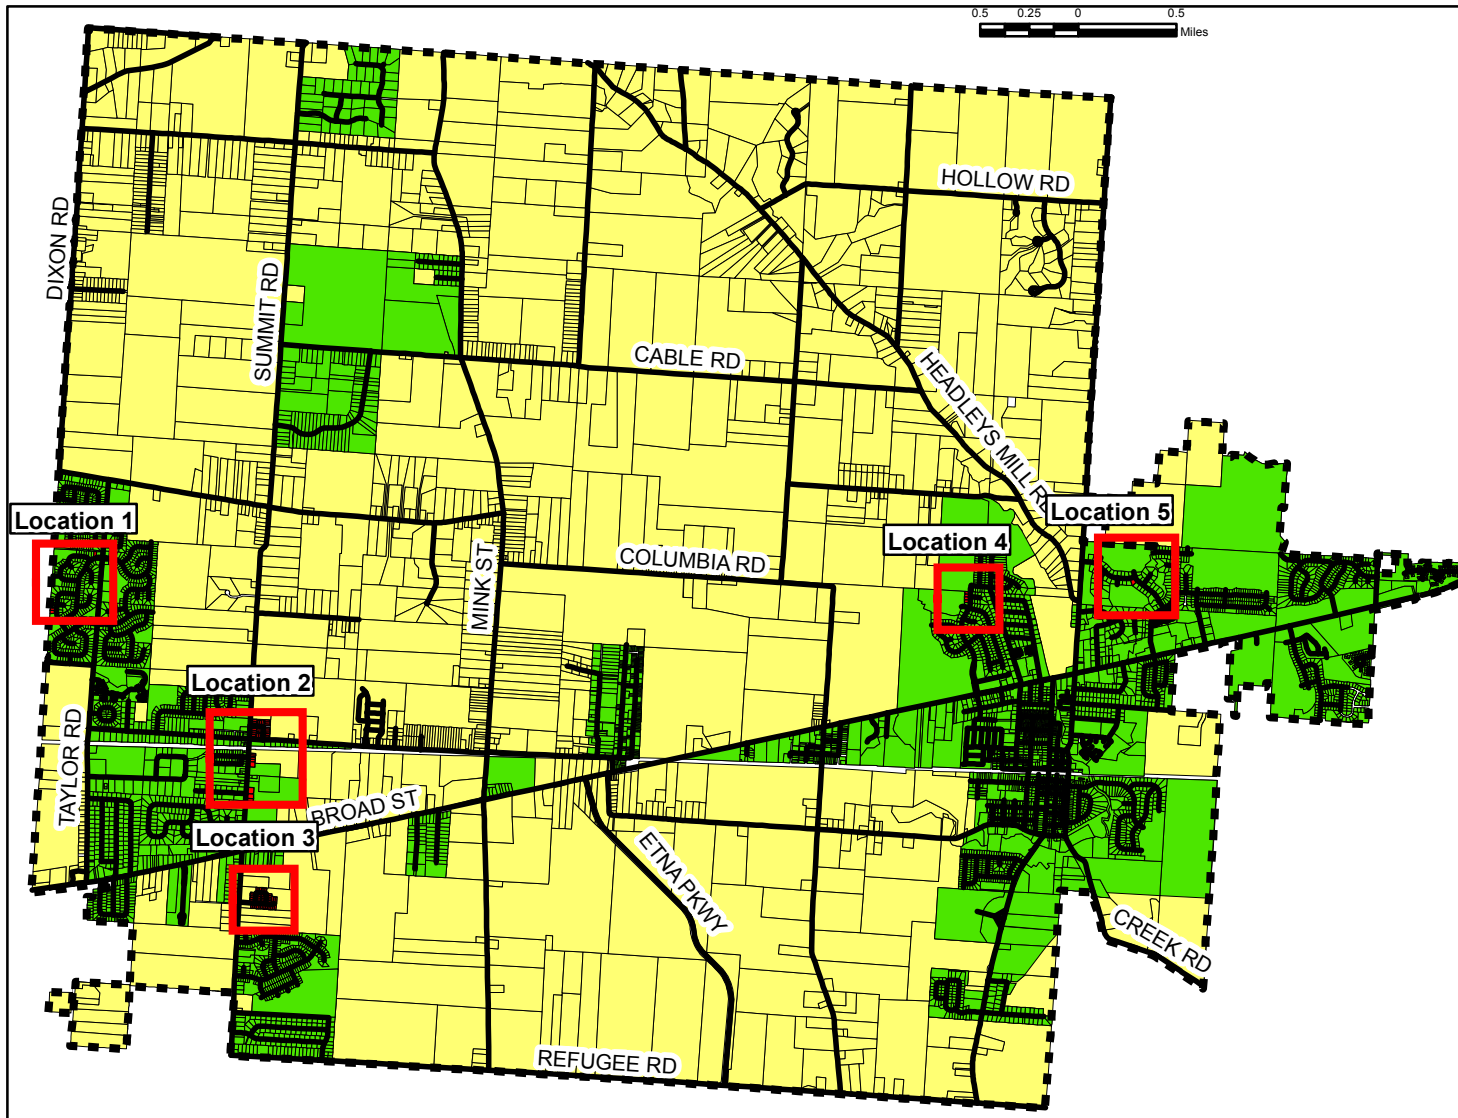 0.5 0.25 0 0.5
Miles
HOLLOW RD
DIXON RD
SUMMIT RD
CABLE RD
HEADLEYS MILL R
Location 1
Location 5
Location 4
COLUMBIA RD
MINK ST
Location 2
TAYLOR RD
BROAD ST
Location 3
ETNA PKWY
CREEK RD
REFUGEE RD